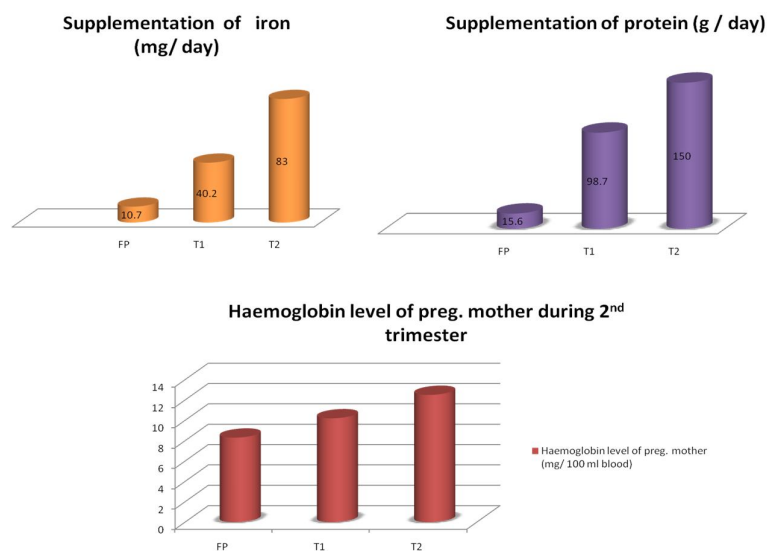 Supplementation of iron
(mg/ day)
83
40.2
10.7
FP T1 T2
Supplementation of protein (g / day)
150
98.7
15.6
FP T1 T2
Haemoglobin level of preg. mother during 2nd
trimester
14
12
10
8
6
4
2
0
FP T1 T2
Haemoglobin level of preg. mother
(mg/ 100 ml blood)